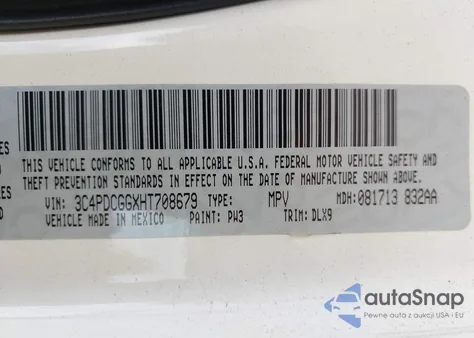 ES
THIS VEHICLE CONFORMS TO ALL APPLICABLE U.S.A. FEDERAL MOTOR VEHICLE SAFETY AND
THEFT PREVENTION STANDARDS IN EFFECT ON THE DATE OF MANUFACTURE SHOWN ABOVE.
VIN: 3C4PDCGGXHT708679 TYPE: MPV MDH:081713 832AA
VEHICLE MADE IN MEXICO PAINT: PW3 TRIM: DLX9
autoSnap
Pewne auta z aukcji USA i EU